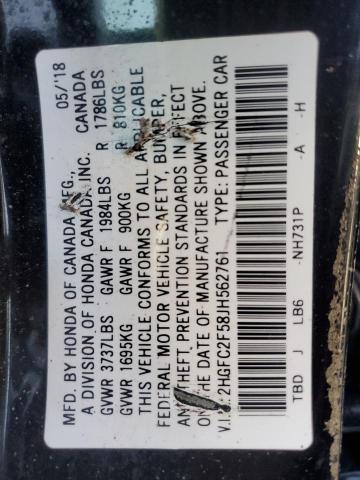 MFD. BY HONDA OF CANADA MFG., 05/18
A DIVISION OF HONDA CANADA INC. CANADA
GVWR 3737LBS GAWR F 1984LBS R 1786LBS
GVWR 1695KG GAWR F 900KG R 810KG
THIS VEHICLE CONFORMS TO ALL APPLICABLE
FEDERAL MOTOR VEHICLE SAFETY, BUMPER,
AND THEFT PREVENTION STANDARDS IN EFFECT
ON THE DATE OF MANUFACTURE SHOWN ABOVE.
V.I.N. 2HGFC2F58JH562761 TYPE: PASSENGER CAR
TBD J LB6 -NH731P -A -H